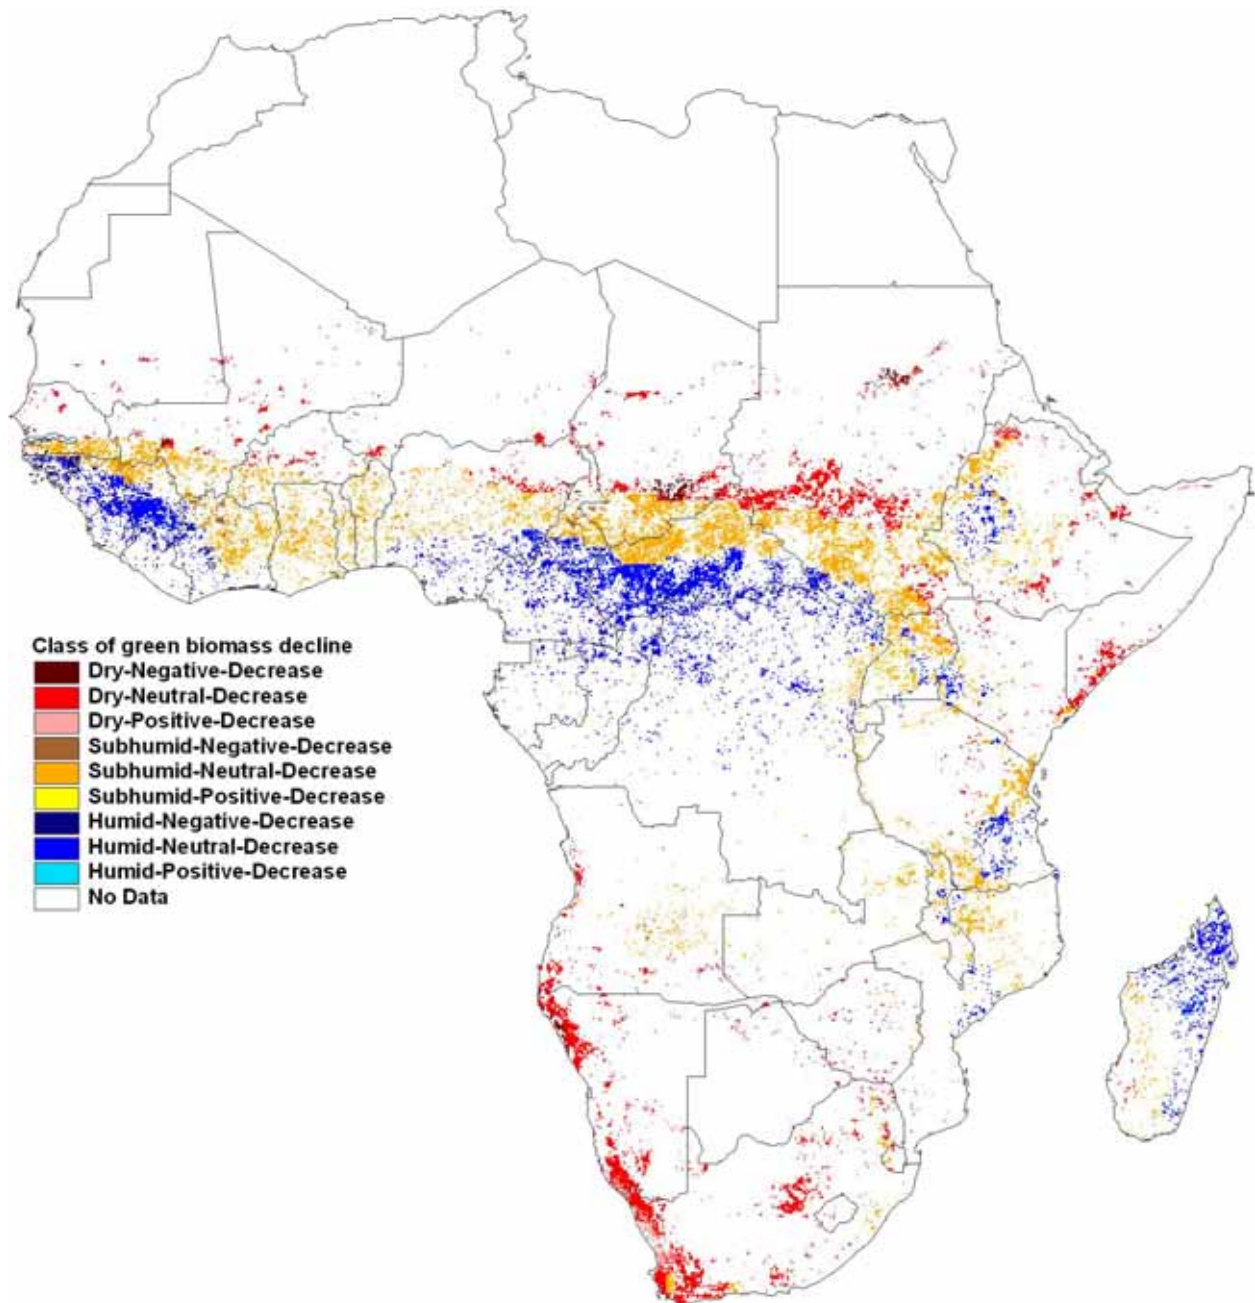 Class of green biomass decline
Dry-Negative-Decrease
Dry-Neutral-Decrease
Dry-Positive-Decrease
Subhumid-Negative-Decrease
Subhumid-Neutral-Decrease
Subhumid-Positive-Decrease
Humid-Negative-Decrease
Humid-Neutral-Decrease
Humid-Positive-Decrease
No Data